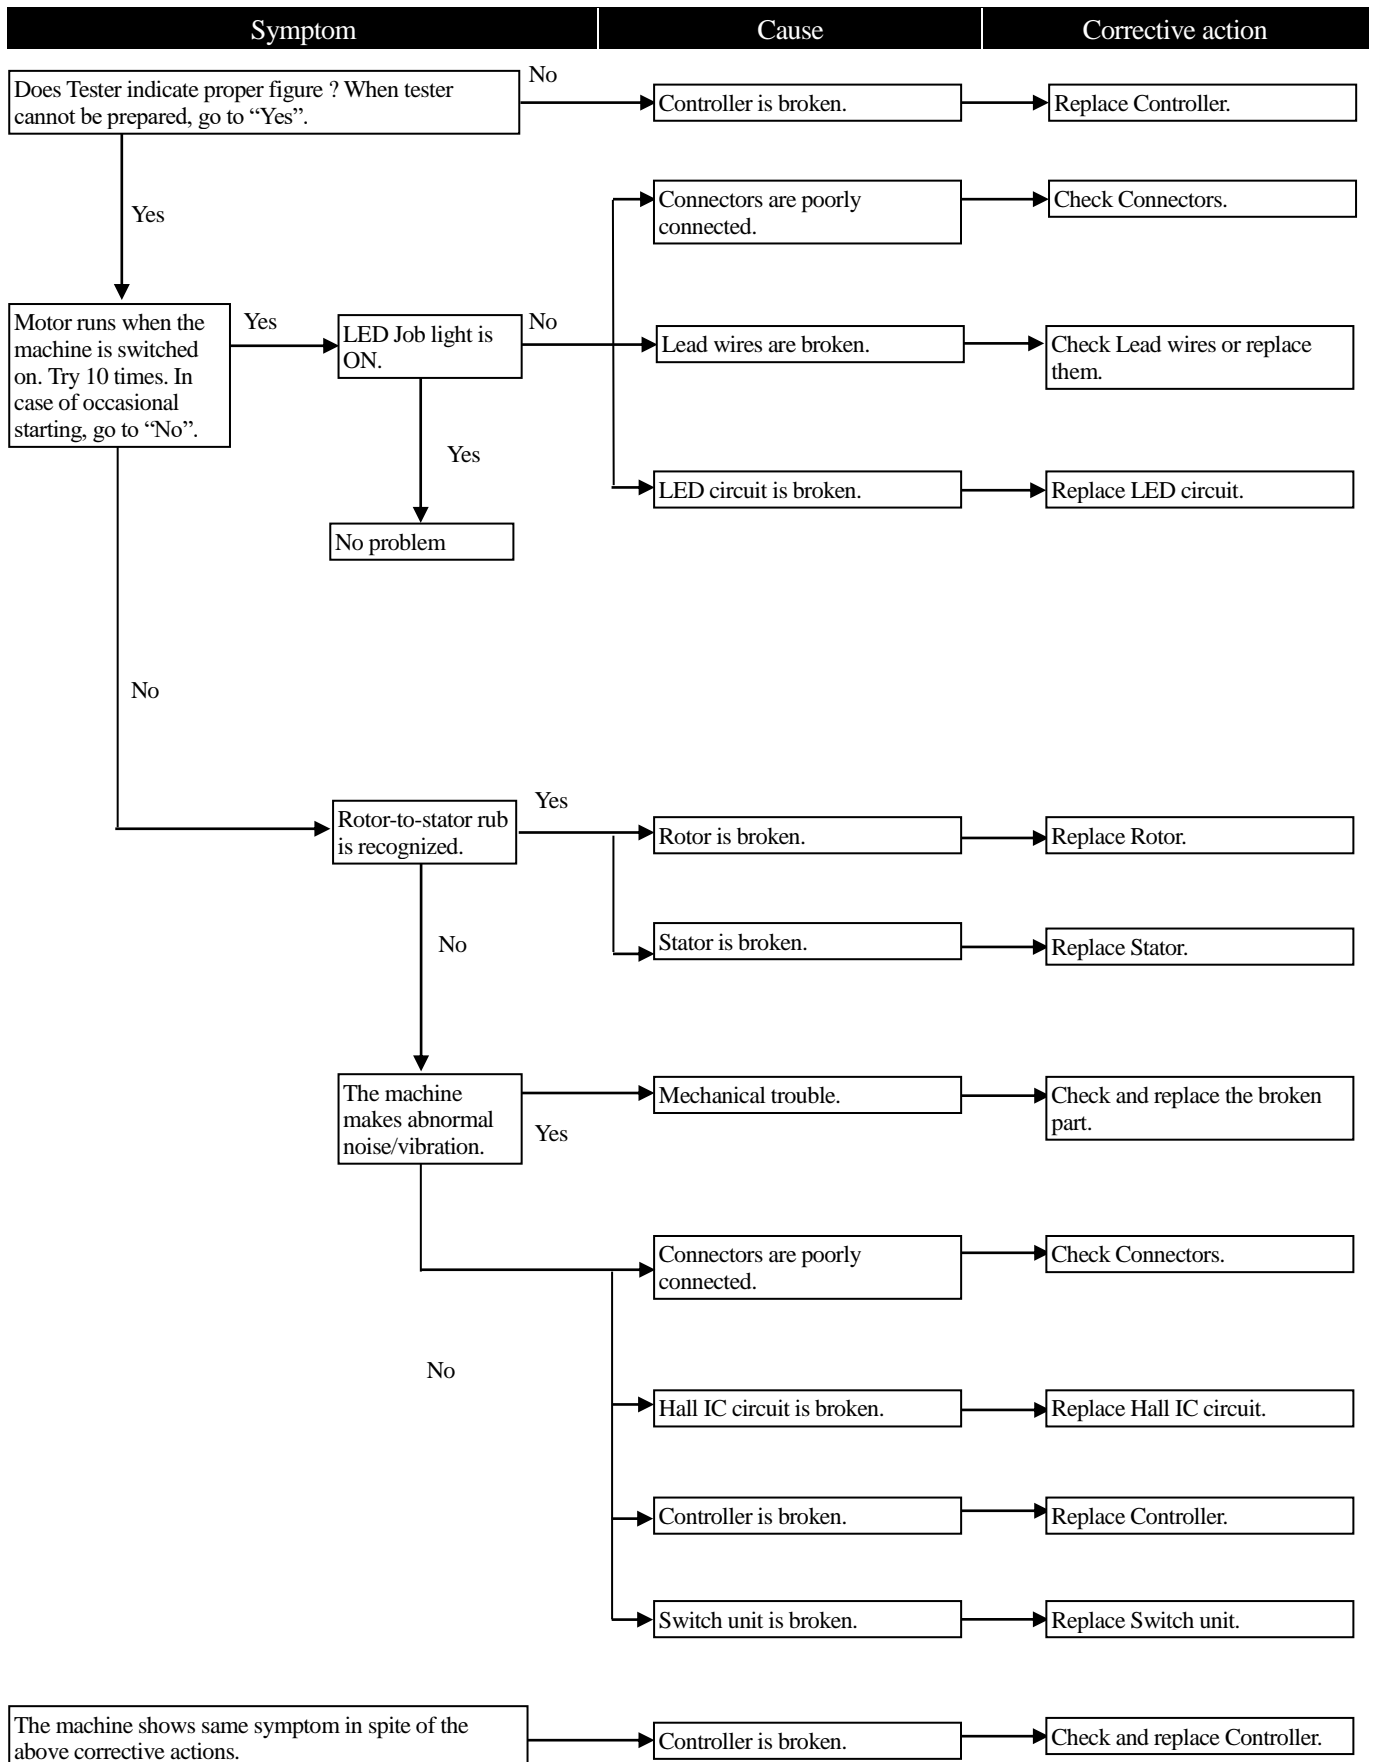 Symptom
Cause
Corrective action
Does Tester indicate proper figure ? When tester
cannot be prepared, go to “Yes”.
No
Controller is broken.
Replace Controller.
Yes
Connectors are poorly
connected.
Check Connectors.
Motor runs when the
machine is switched
on. Try 10 times. In
case of occasional
starting, go to “No”.
Yes
LED Job light is
ON.
No
Lead wires are broken.
Check Lead wires or replace
them.
Yes
LED circuit is broken.
Replace LED circuit.
No problem
No
Rotor-to-stator rub
is recognized.
Yes
Rotor is broken.
Replace Rotor.
No
Stator is broken.
Replace Stator.
The machine
makes abnormal
noise/vibration.
Yes
Mechanical trouble.
Check and replace the broken
part.
Connectors are poorly
connected.
Check Connectors.
No
Hall IC circuit is broken.
Replace Hall IC circuit.
Controller is broken.
Replace Controller.
Switch unit is broken.
Replace Switch unit.
The machine shows same symptom in spite of the
above corrective actions.
Controller is broken.
Check and replace Controller.